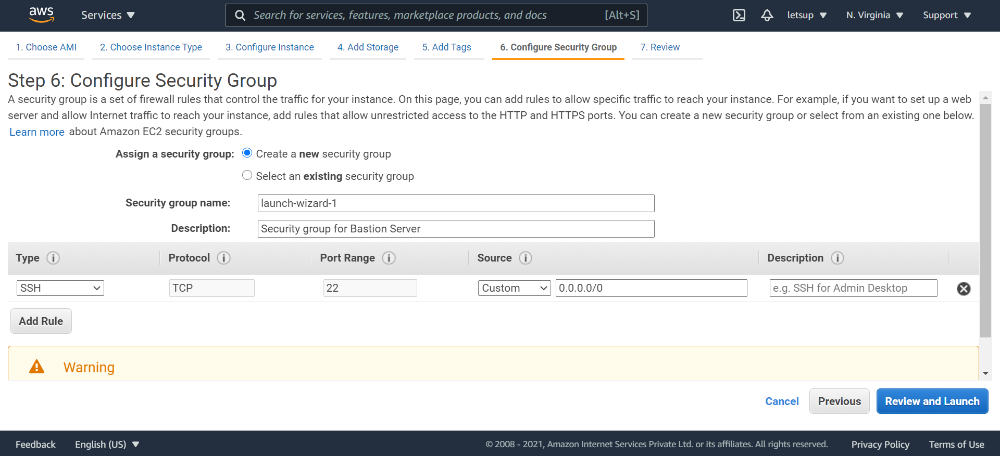 aws
Services
Search for services, features, marketplace products, and docs [Alt+S]
letsup
N. Virginia
Support
1. Choose AMI
2. Choose Instance Type
3. Configure Instance
4. Add Storage
5. Add Tags
6. Configure Security Group
7. Review
Step 6: Configure Security Group
A security group is a set of firewall rules that control the traffic for your instance. On this page, you can add rules to allow specific traffic to reach your instance. For example, if you want to set up a web
server and allow Internet traffic to reach your instance, add rules that allow unrestricted access to the HTTP and HTTPS ports. You can create a new security group or select from an existing one below.
Learn more about Amazon EC2 security groups.
Assign a security group: Create a new security group
Select an existing security group
Security group name: launch-wizard-1
Description: Security group for Bastion Server
Type Protocol Port Range Source Description
SSH TCP 22 Custom 0.0.0.0/0 e.g. SSH for Admin Desktop
Add Rule
Warning
Cancel Previous Review and Launch
Feedback English (US) © 2008 - 2021, Amazon Internet Services Private Ltd. or its affiliates. All rights reserved. Privacy Policy Terms of Use